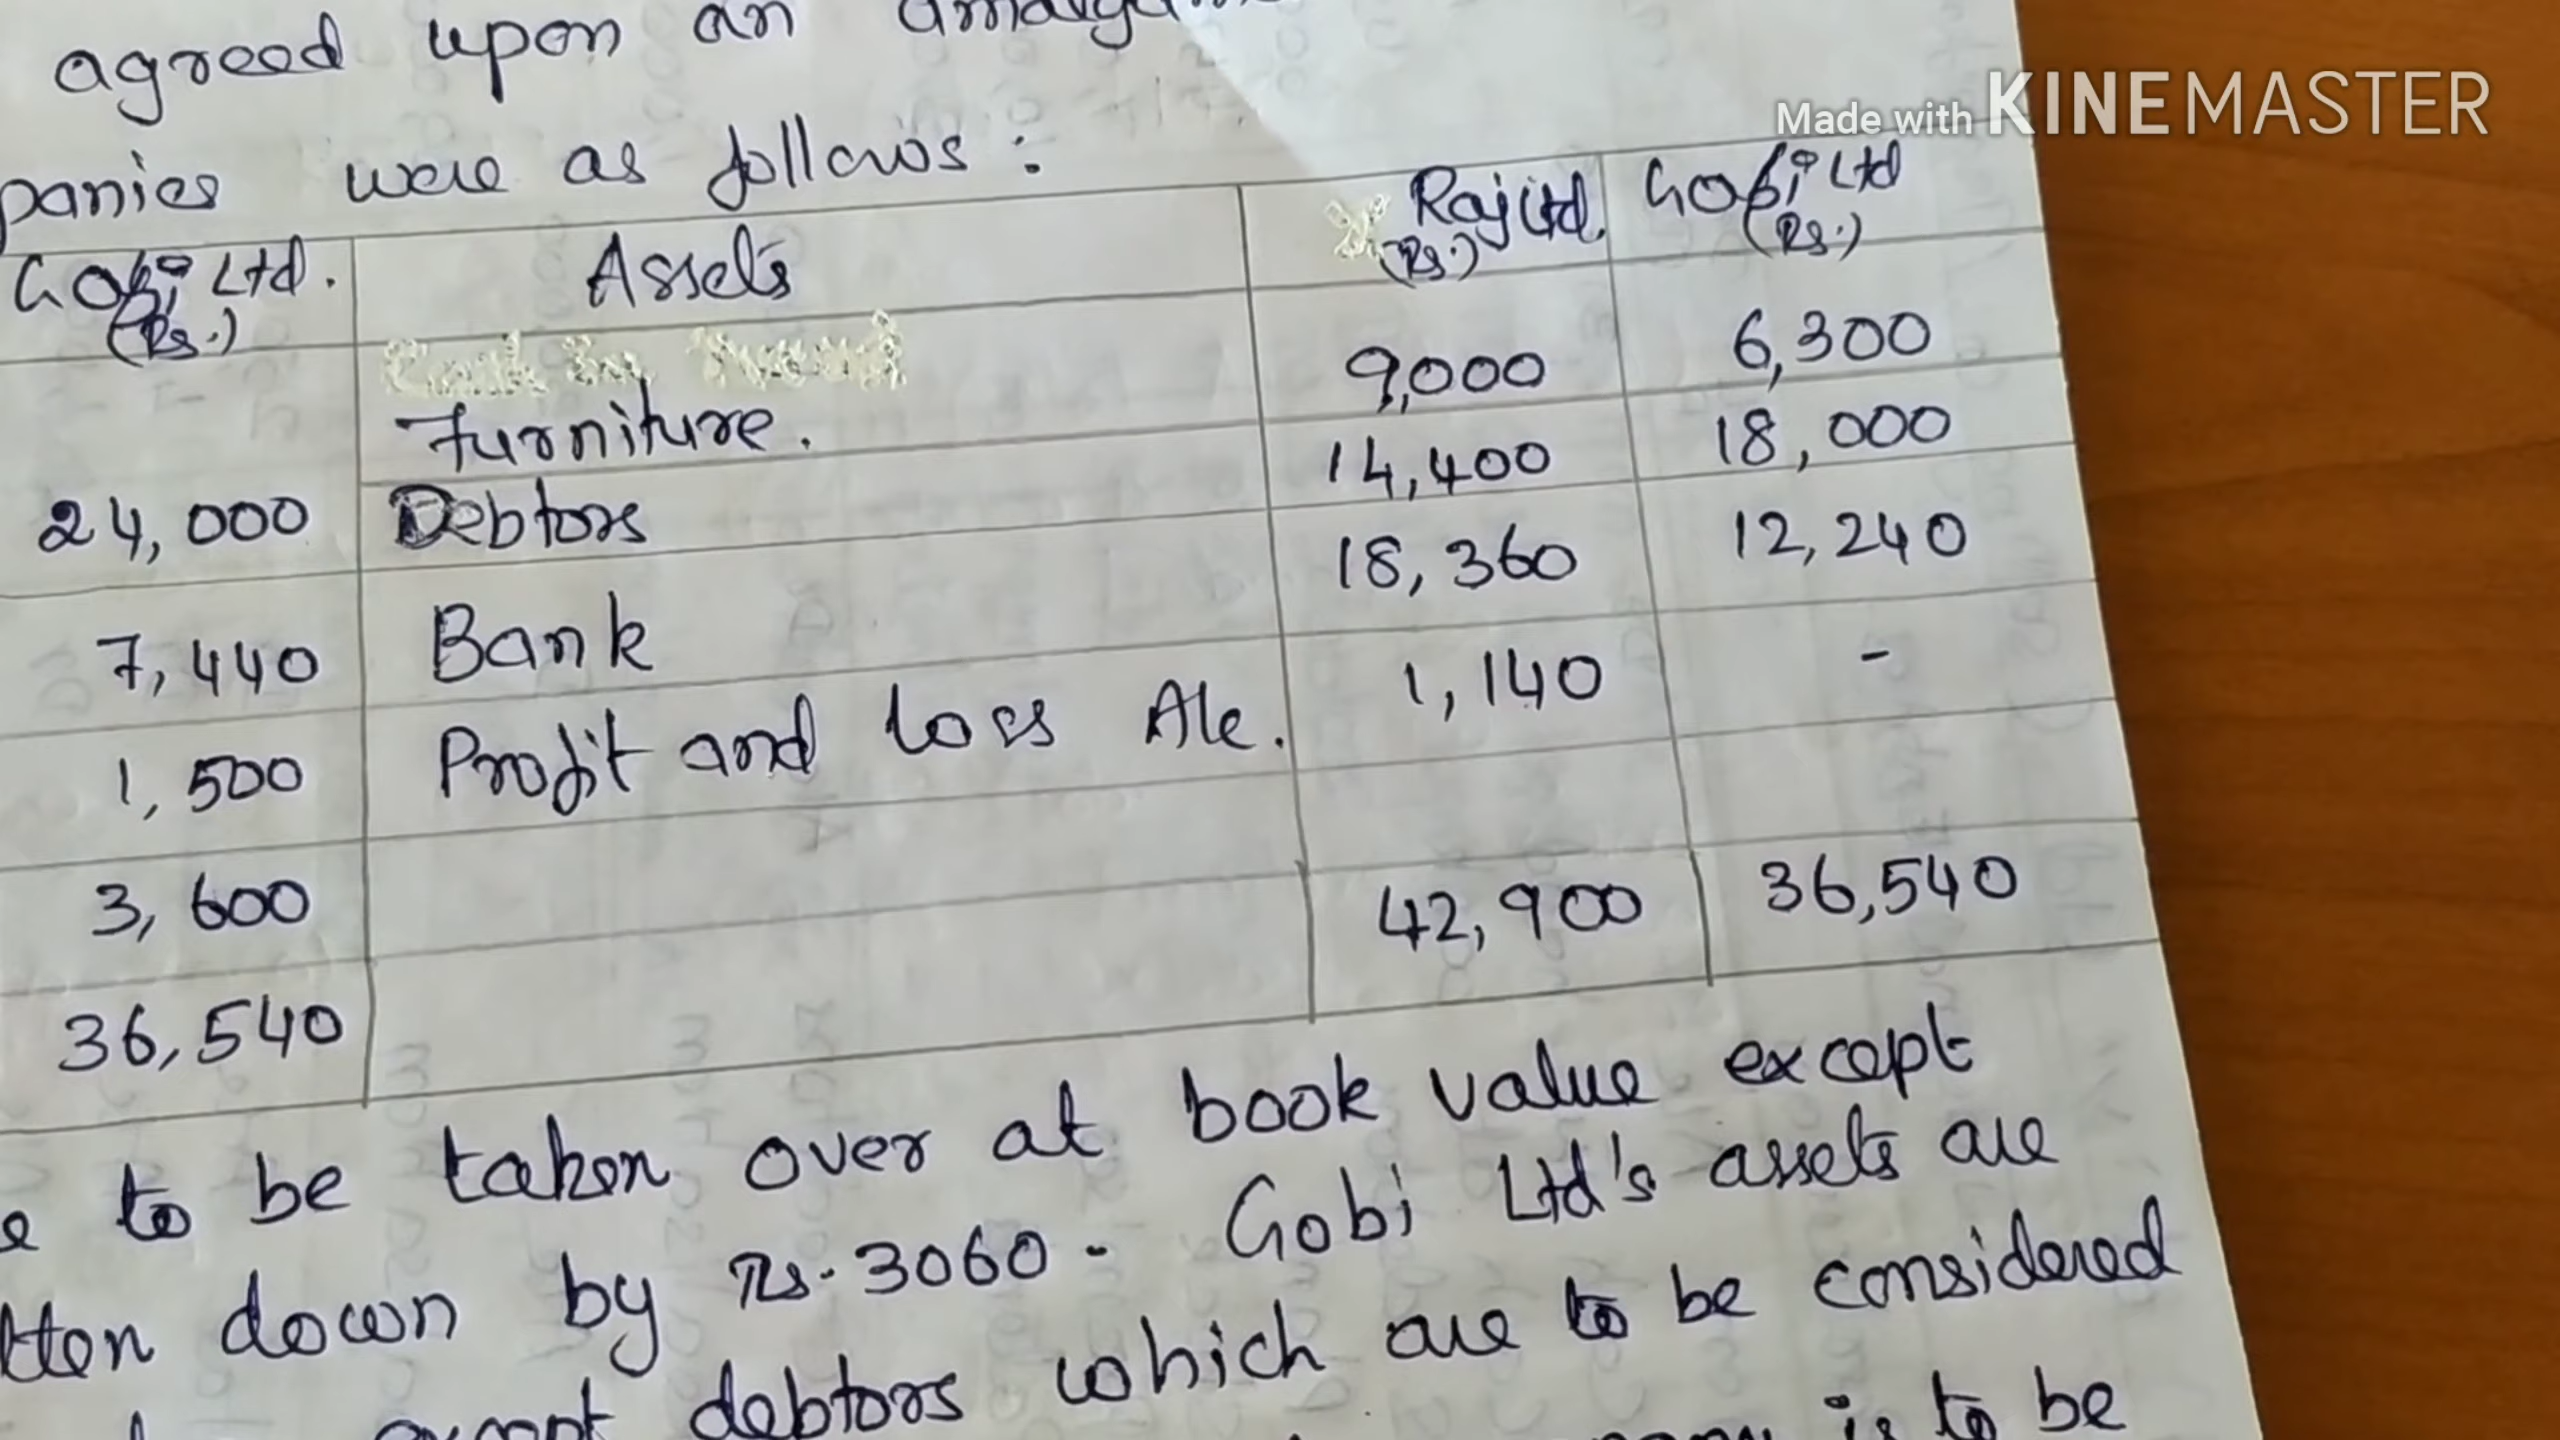 agreed upon an
Made with KINEMASTER
panies were as follows :
Gobi Ltd. (Rs.) Assets Raj Ltd. (Rs.) Gobi Ltd (Rs.)
Furniture. 9,000 6,300
24,000 Debtors 14,400 18,000
7,440 Bank 18,360 12,240
1,500 Profit and loss A/c. 1,140 -
3,600
36,540 42,900 36,540
e to be taken over at book value except
tten down by Rs. 3060 - Gobi Ltd's assets are
except debtors which are to be considered
is to be